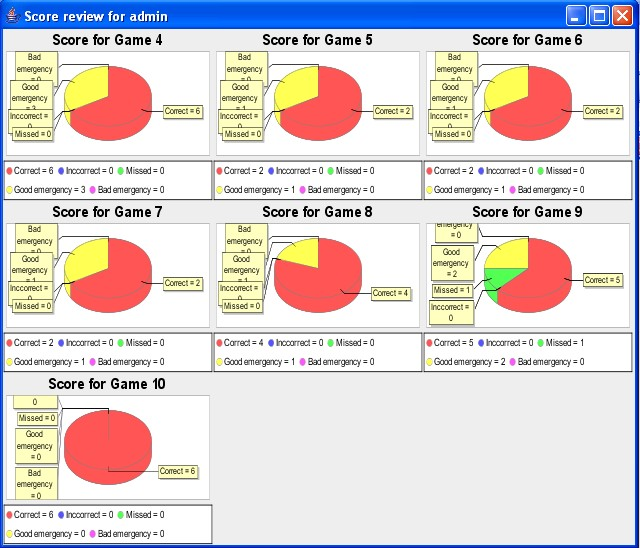 Score review for admin
Score for Game 4
Bad
emergency
= 0
Good
emergency
= 3
Inccorrect =
0
Missed = 0
Correct = 6
Correct = 6 Inccorrect = 0 Missed = 0
Good emergency = 3 Bad emergency = 0
Score for Game 5
Bad
emergency
= 0
Good
emergency
= 1
Inccorrect =
0
Missed = 0
Correct = 2
Correct = 2 Inccorrect = 0 Missed = 0
Good emergency = 1 Bad emergency = 0
Score for Game 6
Bad
emergency
= 0
Good
emergency
= 1
Inccorrect =
0
Missed = 0
Correct = 2
Correct = 2 Inccorrect = 0 Missed = 0
Good emergency = 1 Bad emergency = 0
Score for Game 7
Bad
emergency
= 0
Good
emergency
= 1
Inccorrect =
0
Missed = 0
Correct = 2
Correct = 2 Inccorrect = 0 Missed = 0
Good emergency = 1 Bad emergency = 0
Score for Game 8
Bad
emergency
= 0
Good
emergency
= 1
Inccorrect =
0
Missed = 0
Correct = 4
Correct = 4 Inccorrect = 0 Missed = 0
Good emergency = 1 Bad emergency = 0
Score for Game 9
emergency
= 0
Good
emergency
= 2
Missed = 1
Inccorrect =
0
Correct = 5
Correct = 5 Inccorrect = 0 Missed = 1
Good emergency = 2 Bad emergency = 0
Score for Game 10
0
Missed = 0
Good
emergency
= 0
Bad
emergency
= 0
Correct = 6
Correct = 6 Inccorrect = 0 Missed = 0
Good emergency = 0 Bad emergency = 0